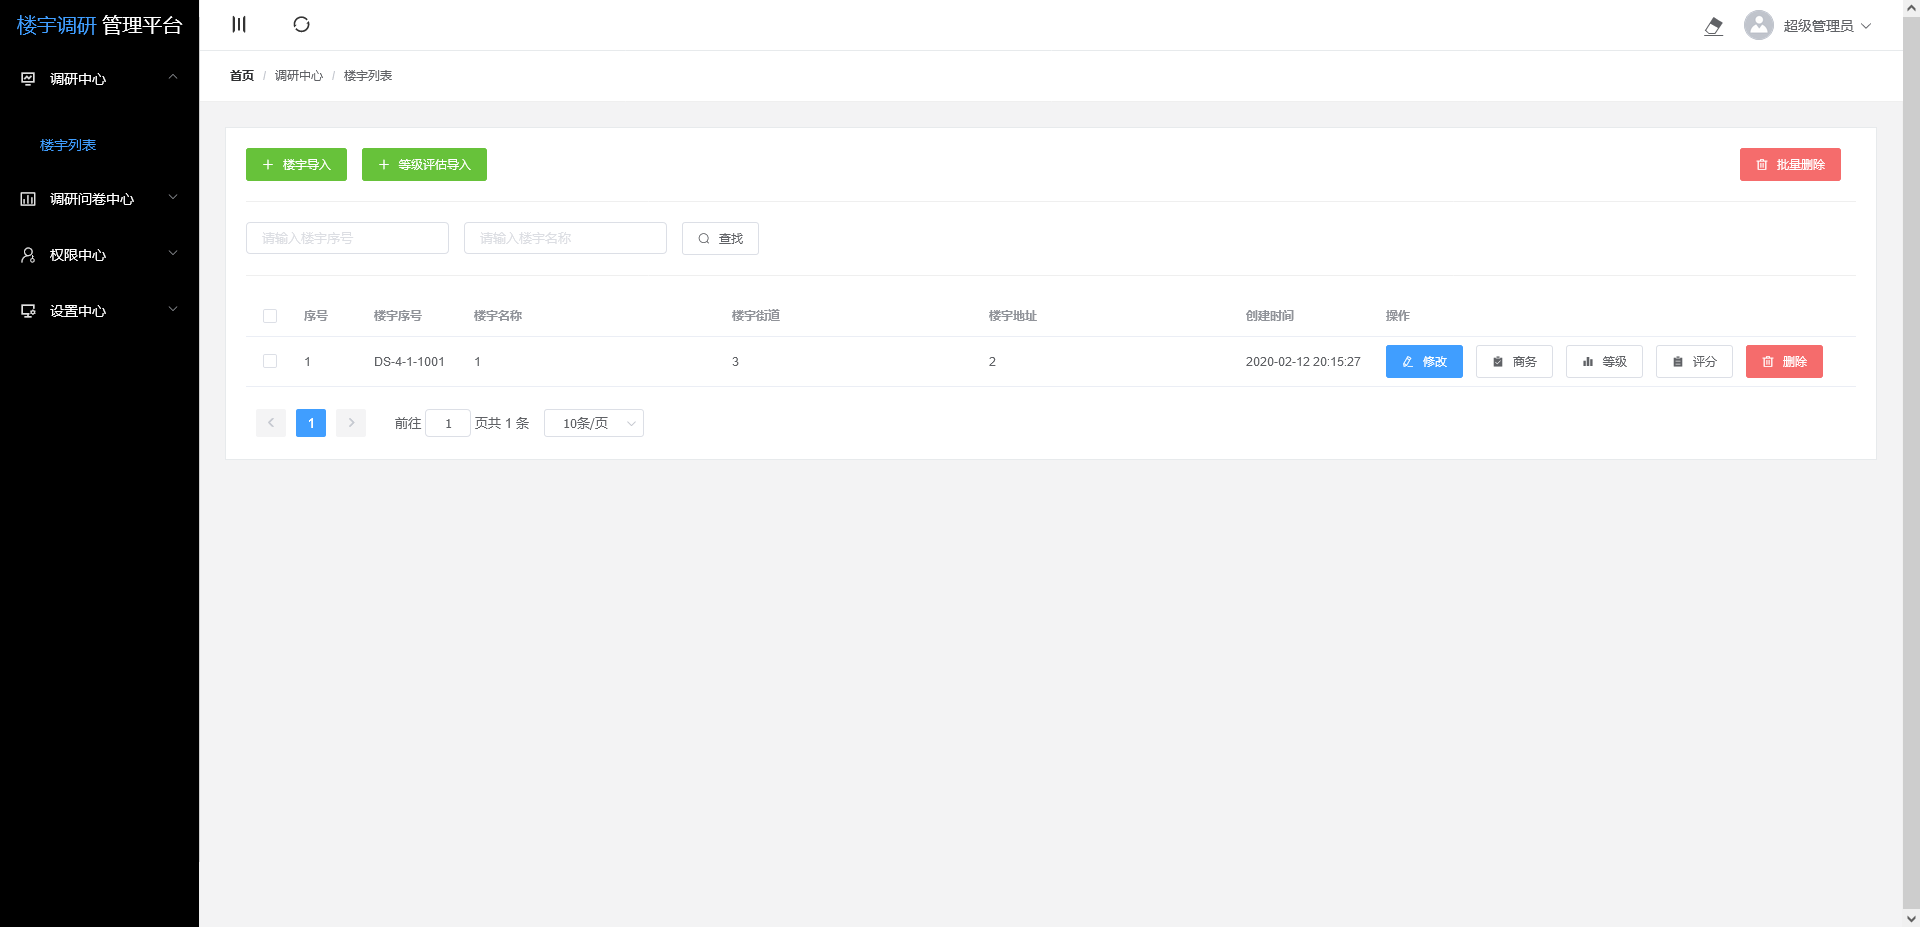 楼宇调研 管理平台
调研中心
楼宇列表
调研问卷中心
权限中心
设置中心
超级管理员
首页 / 调研中心 / 楼宇列表
楼宇导入
等级评估导入
批量删除
请输入楼宇序号
请输入楼宇名称
查找
序号 楼宇序号 楼宇名称 楼宇街道 楼宇地址 创建时间 操作
1 DS-4-1-1001 1 3 2 2020-02-12 20:15:27 修改 商务 等级 评分 删除
1 前往 1 页共 1 条 10条/页